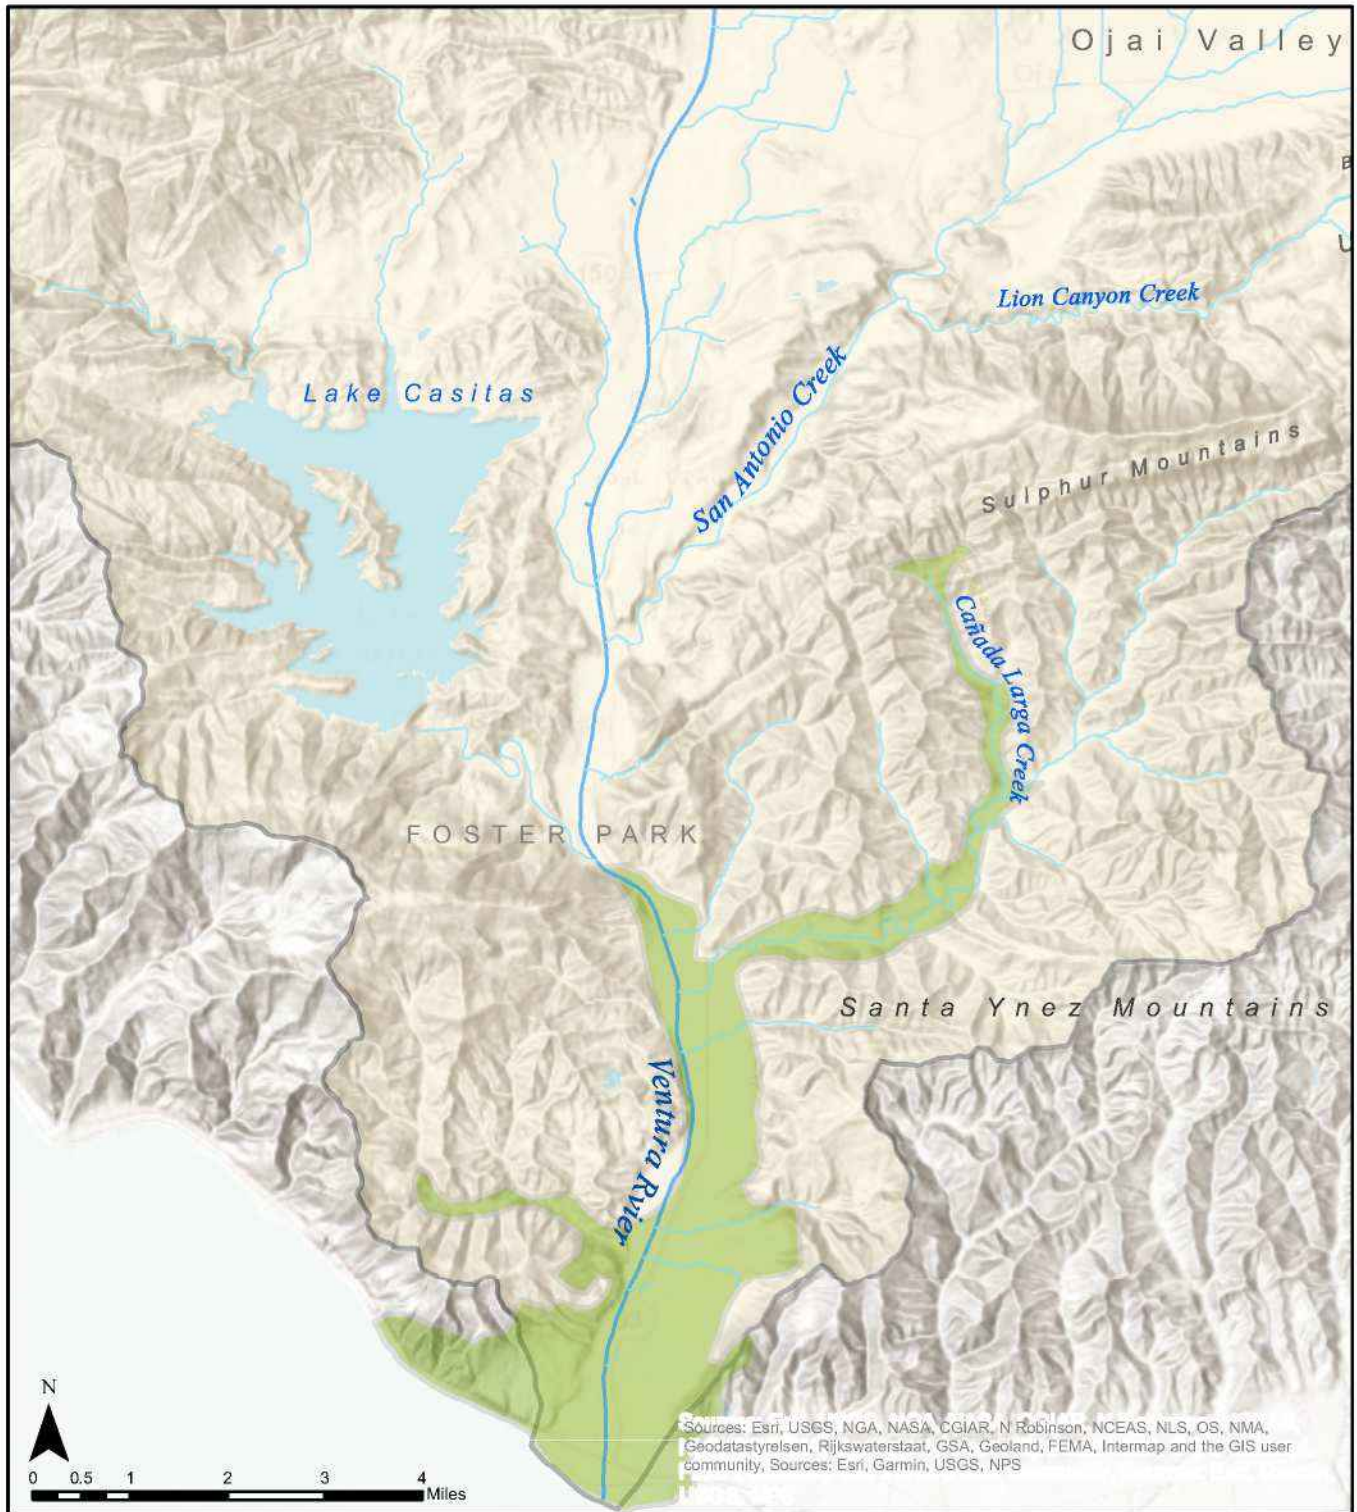 Ojai Valley
Lion Canyon Creek
Lake Casitas
San Antonio Creek
Sulphur Mountains
Cañada Larga Creek
FOSTER PARK
Santa Ynez Mountains
Ventura Rvier
N
0 0.5 1 2 3 4
Miles
Sources: Esri, USGS, NGA, NASA, CGIAR, N Robinson, NCEAS, NLS, OS, NMA,
Geodatastyrelsen, Rijkswaterstaat, GSA, Geoland, FEMA, Intermap and the GIS user
community, Sources: Esri, Garmin, USGS, NPS